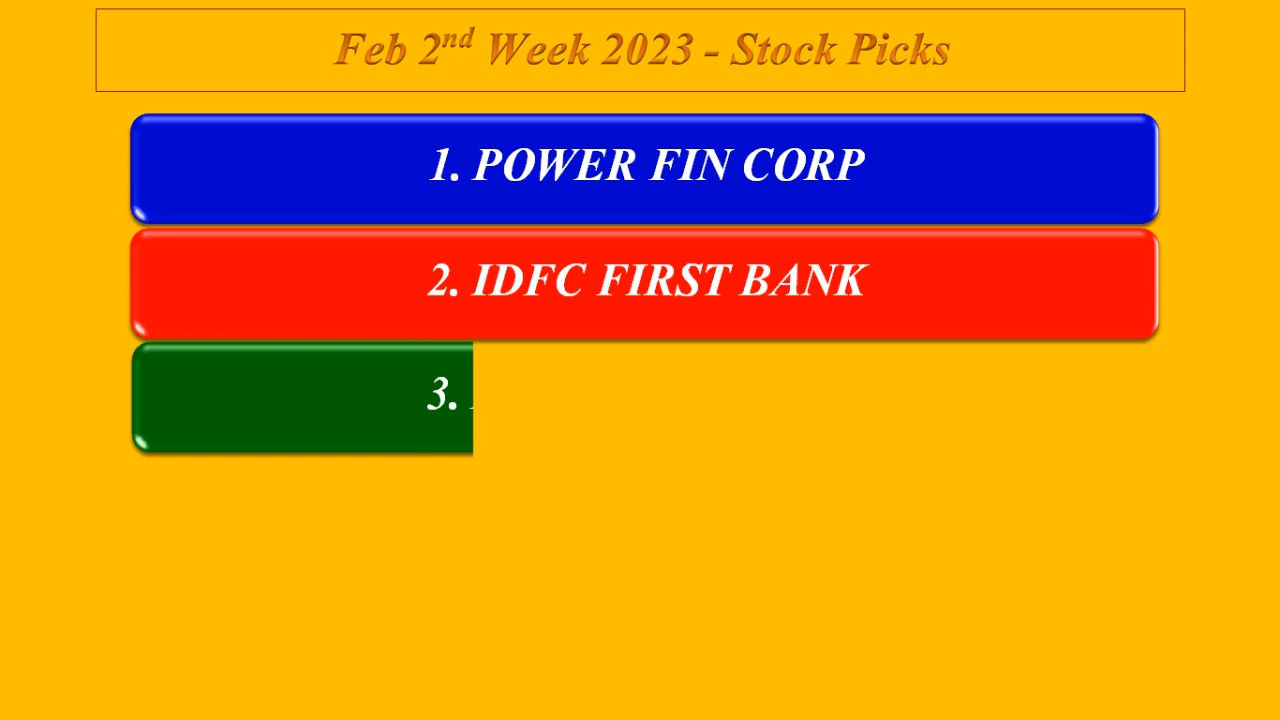 Feb 2nd Week 2023 - Stock Picks
1. POWER FIN CORP
2. IDFC FIRST BANK
3.